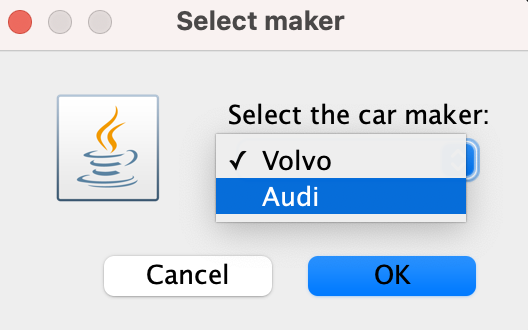 Select maker
Select the car maker:
✓ Volvo
Audi
Cancel
OK